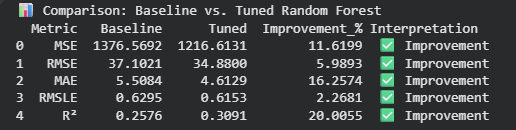 📊 Comparison: Baseline vs. Tuned Random Forest
Metric Baseline Tuned Improvement_% Interpretation
0 MSE 1376.5692 1216.6131 11.6199 ✅ Improvement
1 RMSE 37.1021 34.8800 5.9893 ✅ Improvement
2 MAE 5.5084 4.6129 16.2574 ✅ Improvement
3 RMSLE 0.6295 0.6153 2.2681 ✅ Improvement
4 R² 0.2576 0.3091 20.0055 ✅ Improvement